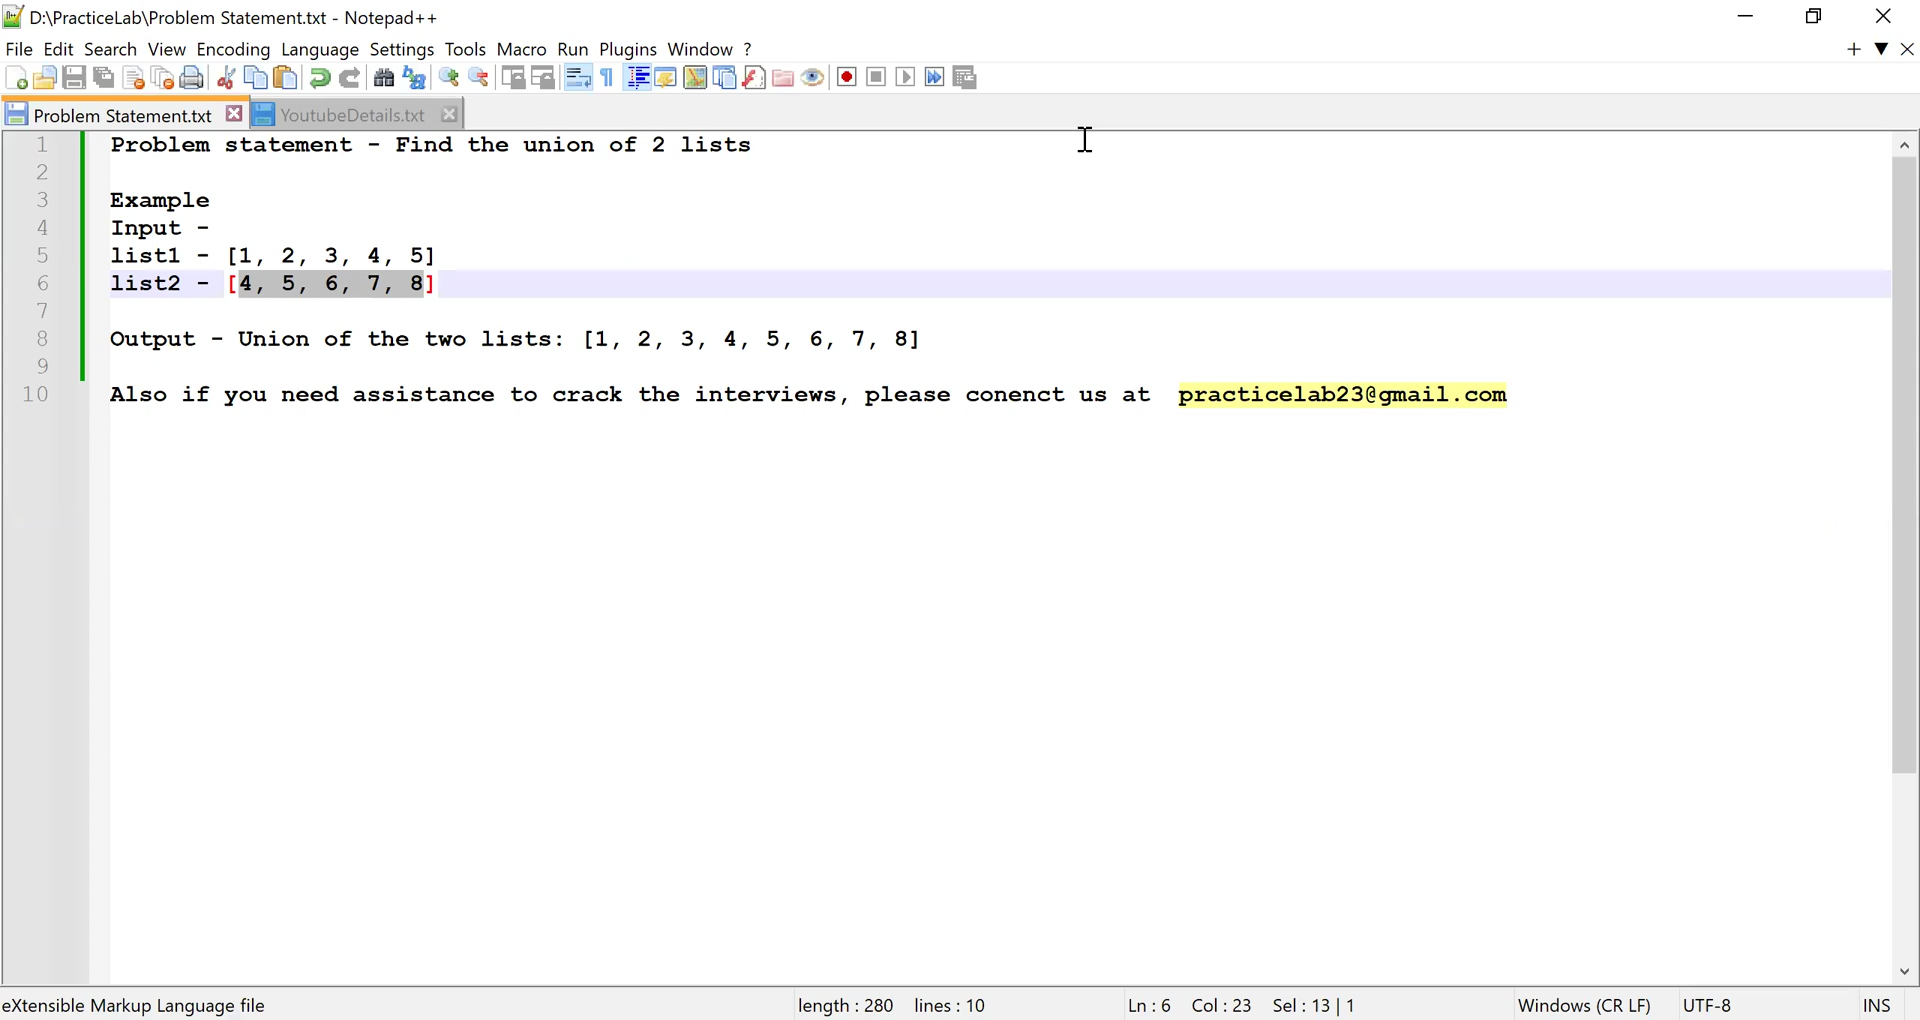 D:\PracticeLab\Problem Statement.txt - Notepad++
File Edit Search View Encoding Language Settings Tools Macro Run Plugins Window ?
Problem Statement.txt YoutubeDetails.txt
1 Problem statement - Find the union of 2 lists
2
3 Example
4 Input -
5 list1 - [1, 2, 3, 4, 5]
6 list2 - [4, 5, 6, 7, 8]
7
8 Output - Union of the two lists: [1, 2, 3, 4, 5, 6, 7, 8]
9
10 Also if you need assistance to crack the interviews, please conenct us at practicelab23@gmail.com
eXtensible Markup Language file length : 280 lines : 10 Ln : 6 Col : 23 Sel : 13 | 1 Windows (CR LF) UTF-8 INS